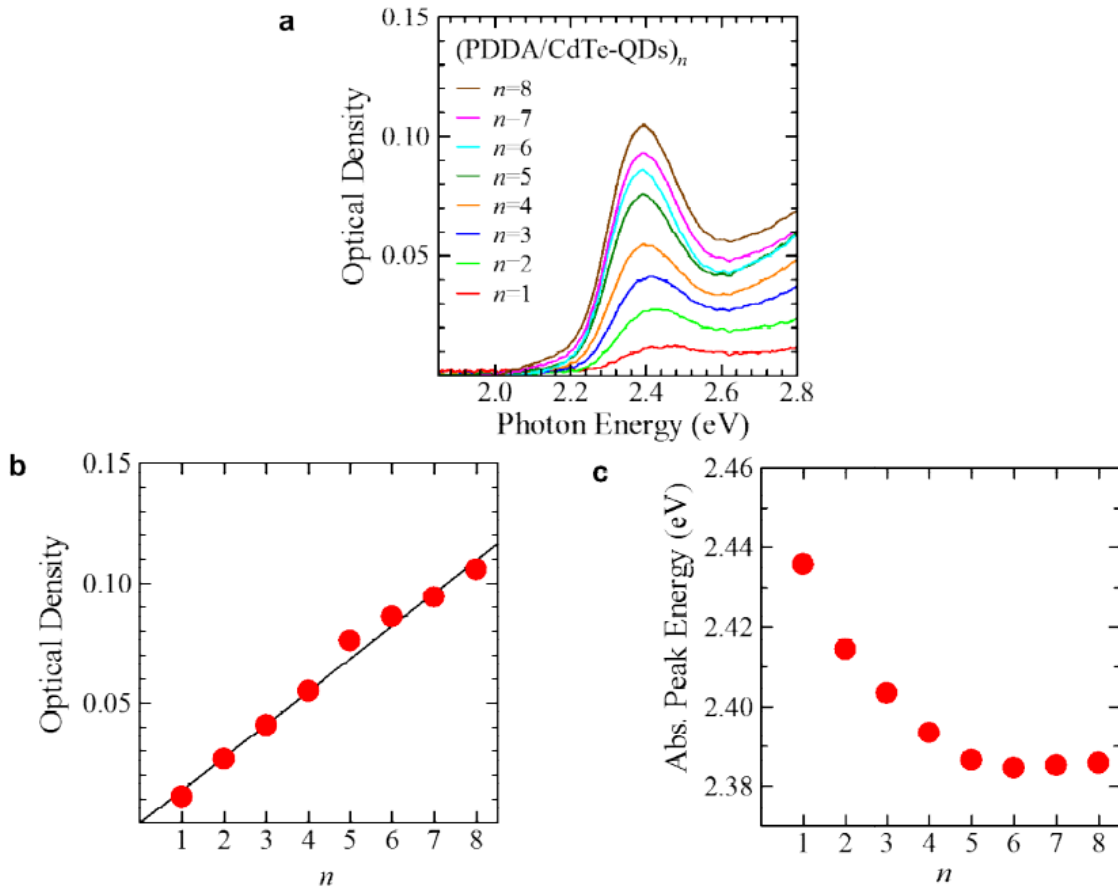 a
0.15
(PDDA/CdTe-QDs)n
n=8
n=7
n=6
n=5
n=4
n=3
n=2
n=1
0.10
0.05
Optical Density
2.0 2.2 2.4 2.6 2.8
Photon Energy (eV)
b
0.15
0.10
0.05
Optical Density
1 2 3 4 5 6 7 8
n
c
2.46
2.44
2.42
2.40
2.38
Abs. Peak Energy (eV)
1 2 3 4 5 6 7 8
n